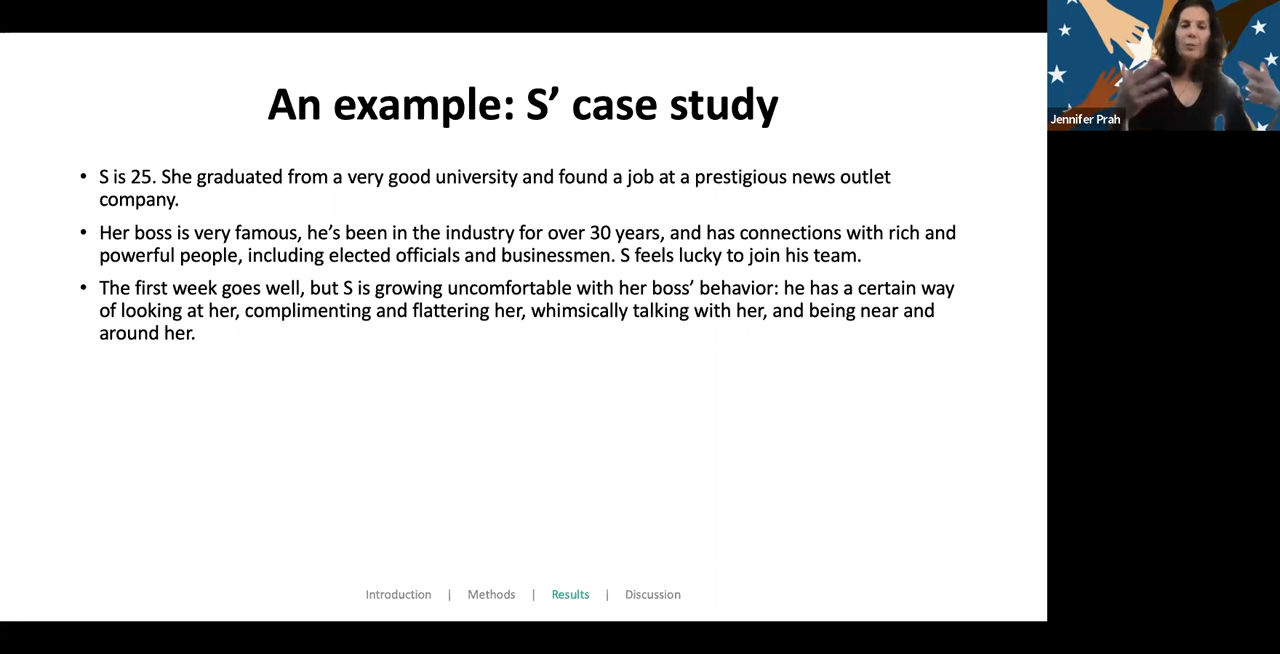 An example: S’ case study
• S is 25. She graduated from a very good university and found a job at a prestigious news outlet
company.
• Her boss is very famous, he’s been in the industry for over 30 years, and has connections with rich and
powerful people, including elected officials and businessmen. S feels lucky to join his team.
• The first week goes well, but S is growing uncomfortable with her boss’ behavior: he has a certain way
of looking at her, complimenting and flattering her, whimsically talking with her, and being near and
around her.
Introduction | Methods | Results | Discussion
Jennifer Prah